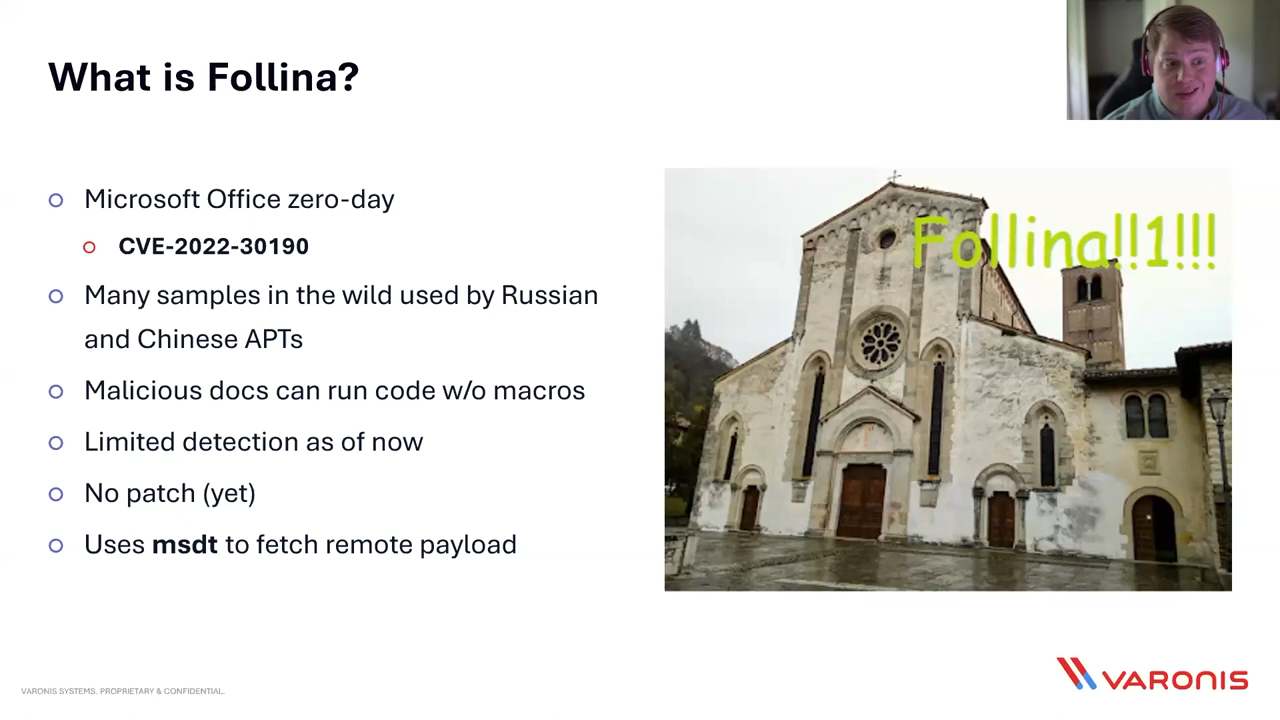 What is Follina?
Microsoft Office zero-day
CVE-2022-30190
Many samples in the wild used by Russian
and Chinese APTs
Malicious docs can run code w/o macros
Limited detection as of now
No patch (yet)
Uses msdt to fetch remote payload
Follina!!1!!!
VARONIS SYSTEMS. PROPRIETARY & CONFIDENTIAL.
VARONIS